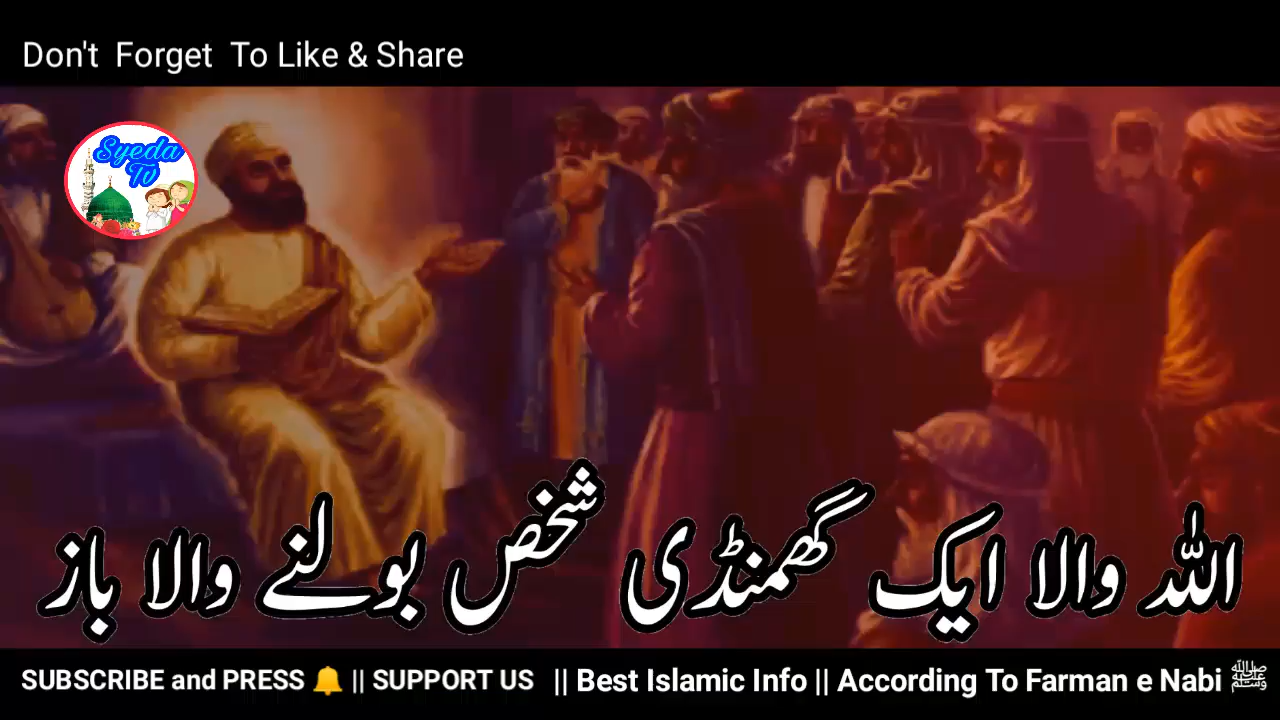 Don't Forget To Like & Share
Syeda
Tv
اللہ والا ایک گھمنڈی شخص بولنے والا باز
SUBSCRIBE and PRESS 🔔 || SUPPORT US || Best Islamic Info || According To Farman e Nabi ﷺ